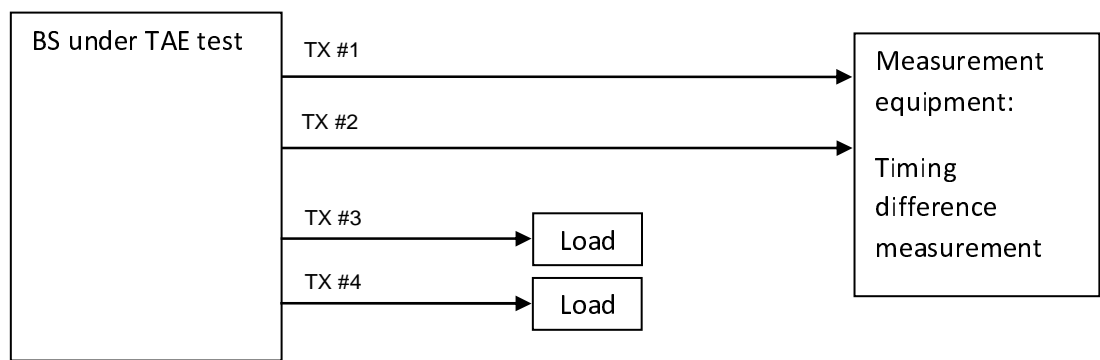 BS under TAE test
TX #1
TX #2
TX #3
TX #4
Load
Load
Measurement
equipment:
Timing
difference
measurement